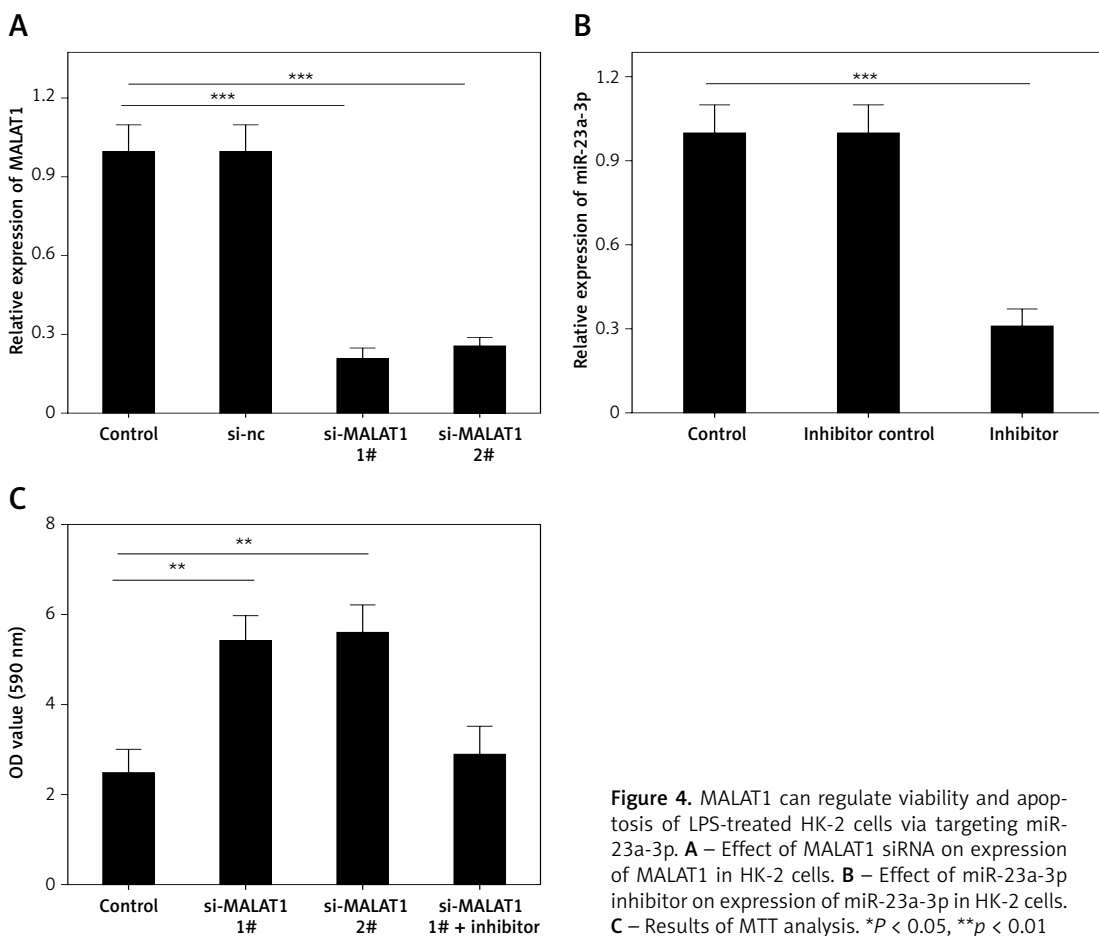 A
Relative expression of MALAT1
1.2
0.9
0.6
0.3
0
***
***
Control
si-nc
si-MALAT1
1#
si-MALAT1
2#
B
Relative expression of miR-23a-3p
1.2
0.9
0.6
0.3
0
***
Control
Inhibitor control
Inhibitor
C
OD value (590 nm)
8
6
4
2
0
**
**
Control
si-MALAT1
1#
si-MALAT1
2#
si-MALAT1
1# + inhibitor
Figure 4. MALAT1 can regulate viability and apop-
tosis of LPS-treated HK-2 cells via targeting miR-
23a-3p. A – Effect of MALAT1 siRNA on expression
of MALAT1 in HK-2 cells. B – Effect of miR-23a-3p
inhibitor on expression of miR-23a-3p in HK-2 cells.
C – Results of MTT analysis. *P < 0.05, **p < 0.01